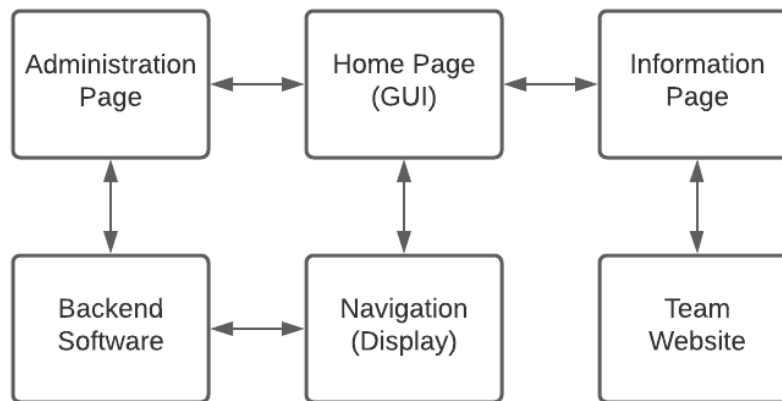 Administration
Page
Home Page
(GUI)
Information
Page
Backend
Software
Navigation
(Display)
Team
Website